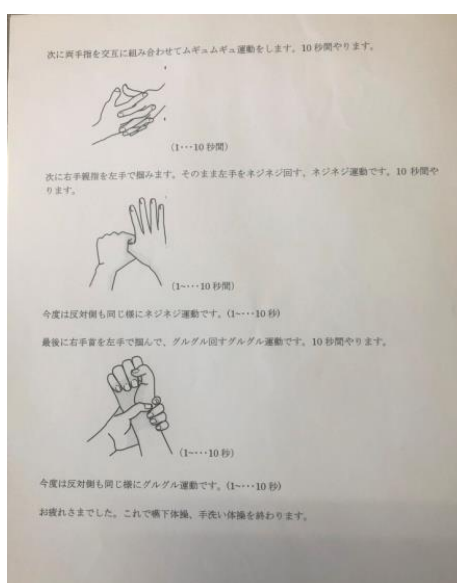 次に両手指を交互に組み合わせてムギュムギュ運動をします。10 秒間やります。
(1・・・10 秒間)
次に右手親指を左手で掴みます。そのまま左手をネジネジ回す、ネジネジ運動です。10 秒間や
ります。
(1~・・・10 秒間)
今度は反対側も同じ様にネジネジ運動です。(1~・・・10 秒)
最後に右手首を左手で掴んで、グルグル回すグルグル運動です。10 秒間やります。
(1~・・・10 秒)
今度は反対側も同じ様にグルグル運動です。(1~・・・10 秒)
お疲れさまでした。これで嚥下体操、手洗い体操を終わります。